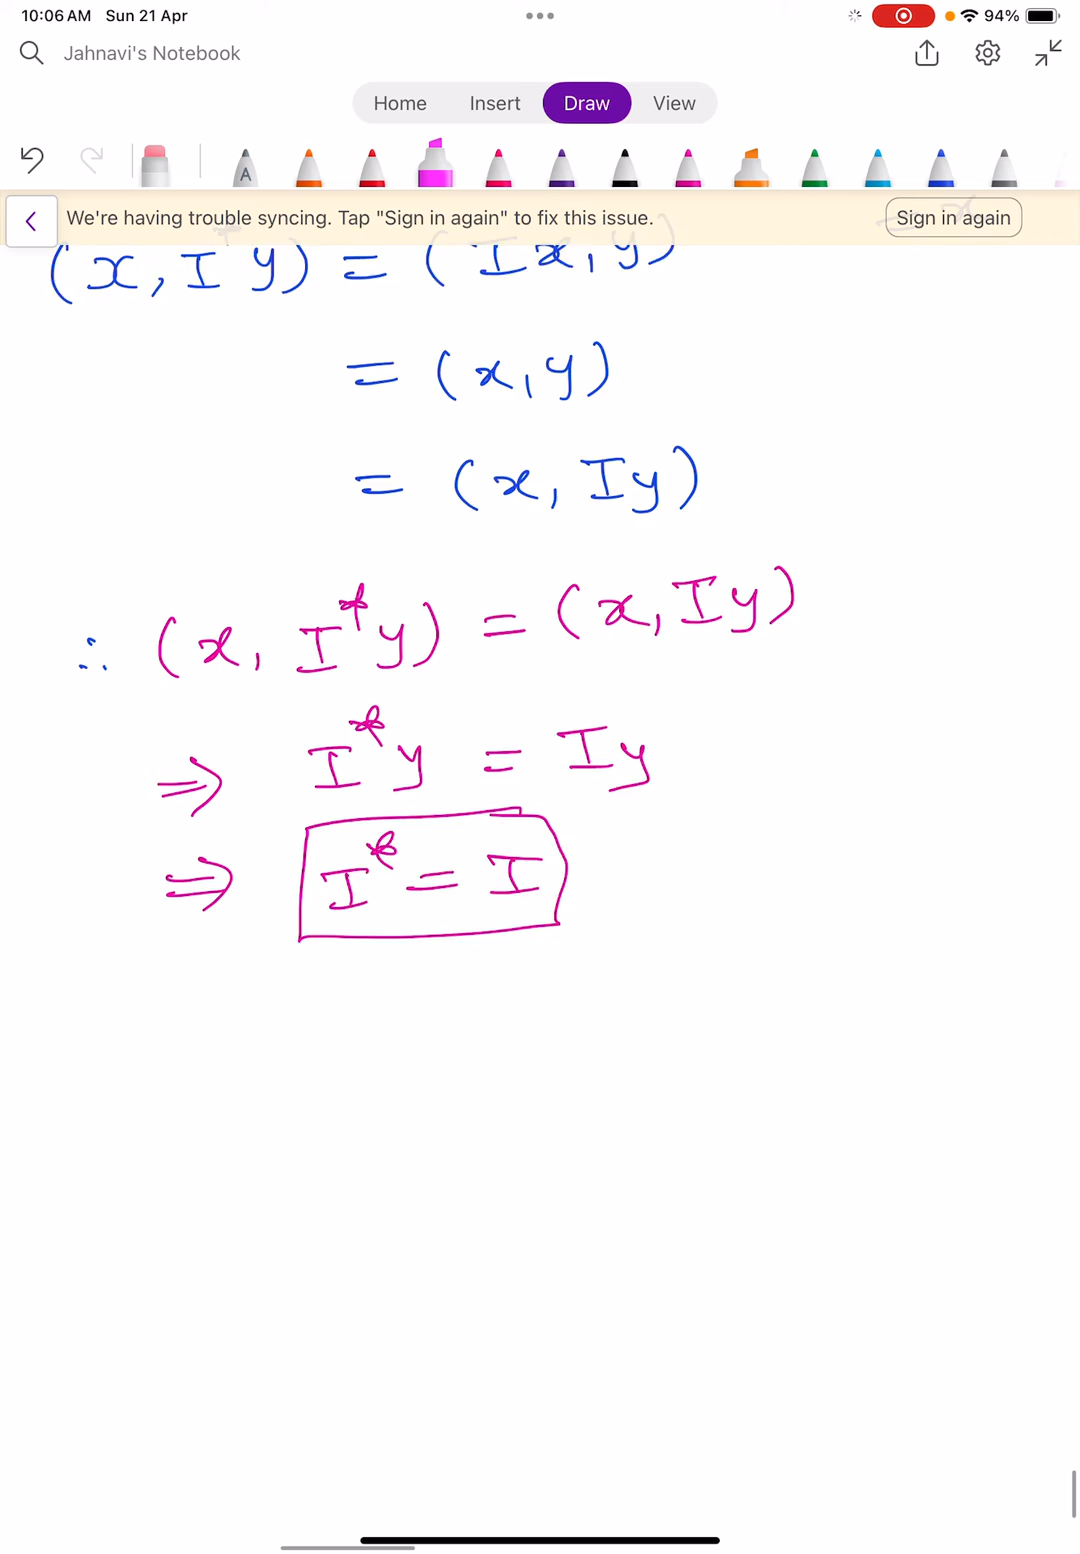 10:06 AM Sun 21 Apr 94%
Jahnavi's Notebook
Home Insert Draw View
A
We're having trouble syncing. Tap "Sign in again" to fix this issue. Sign in again
(x, I*y) = (Ix, y)
= (x, y)
= (x, Iy)
∴ (x, I*y) = (x, Iy)
⇒ I*y = Iy
⇒ I* = I